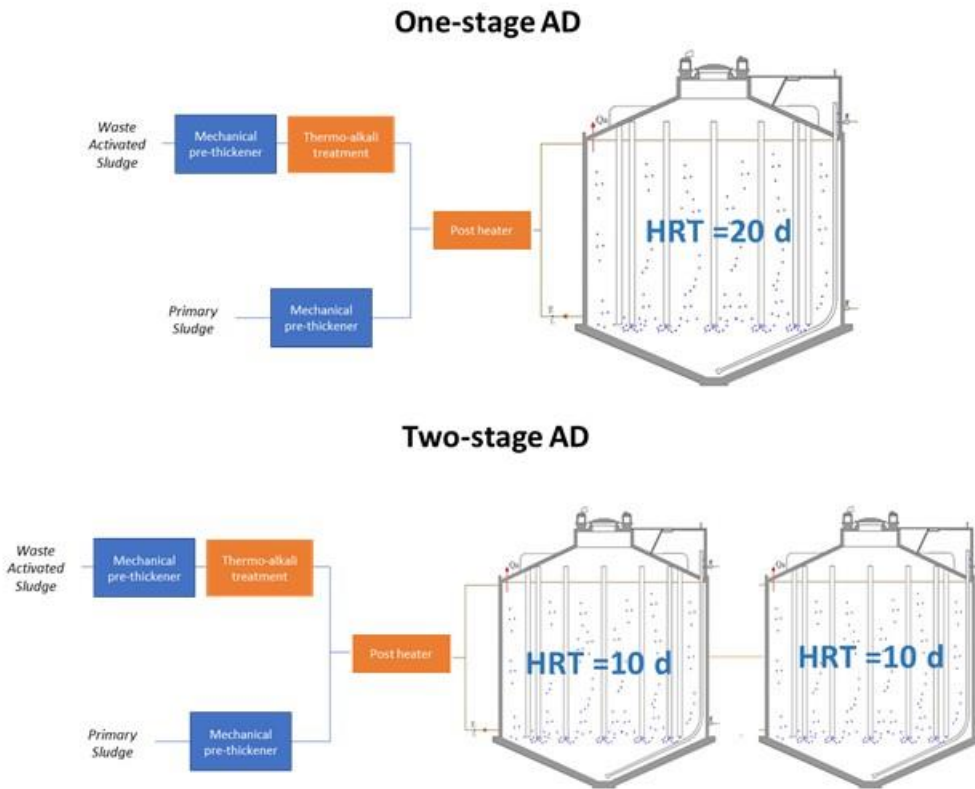 One-stage AD
Waste
Activated
Sludge
Mechanical
pre-thickener
Thermo-alkali
treatment
Post heater
HRT =20 d
Primary
Sludge
Mechanical
pre-thickener
Two-stage AD
Waste
Activated
Sludge
Mechanical
pre-thickener
Thermo-alkali
treatment
Post heater
HRT =10 d
HRT =10 d
Primary
Sludge
Mechanical
pre-thickener